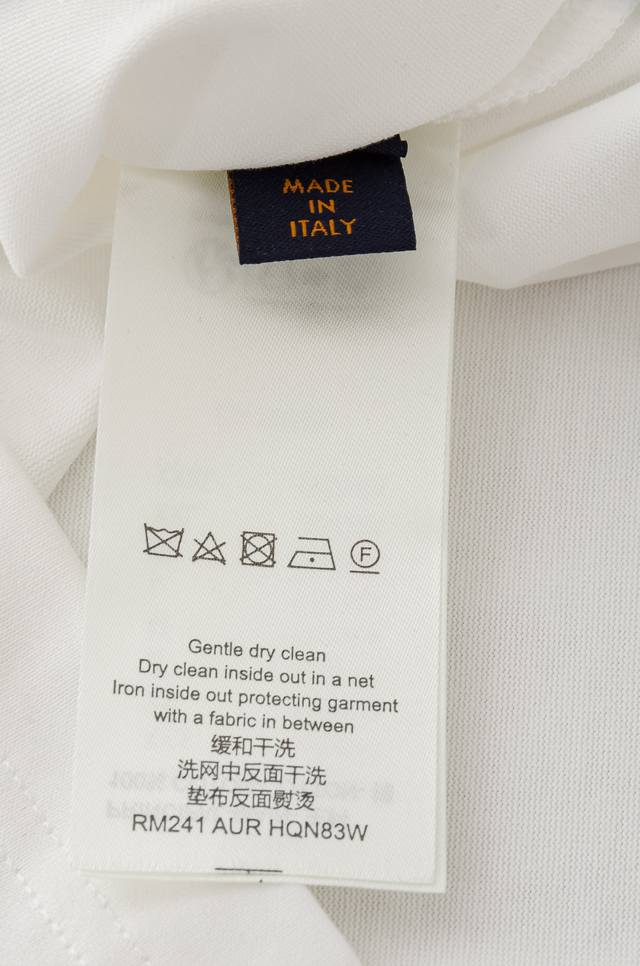 MADE
IN
ITALY
F
Gentle dry clean
Dry clean inside out in a net
Iron inside out protecting garment
with a fabric in between
缓和干洗
洗网中反面干洗
垫布反面熨烫
RM241 AUR HQN83W